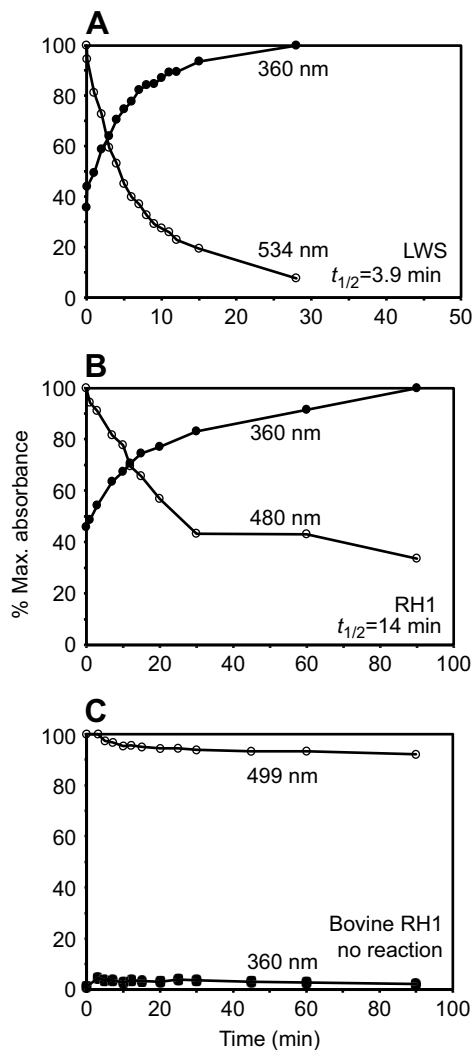 A
100
80
60
40
20
0
360 nm
534 nm
LWS
t1/2=3.9 min
0 10 20 30 40 50
B
100
80
60
40
20
0
360 nm
480 nm
RH1
t1/2=14 min
0 20 40 60 80 100
% Max. absorbance
C
100
80
60
40
20
0
499 nm
Bovine RH1
no reaction
360 nm
0 20 40 60 80 100
Time (min)